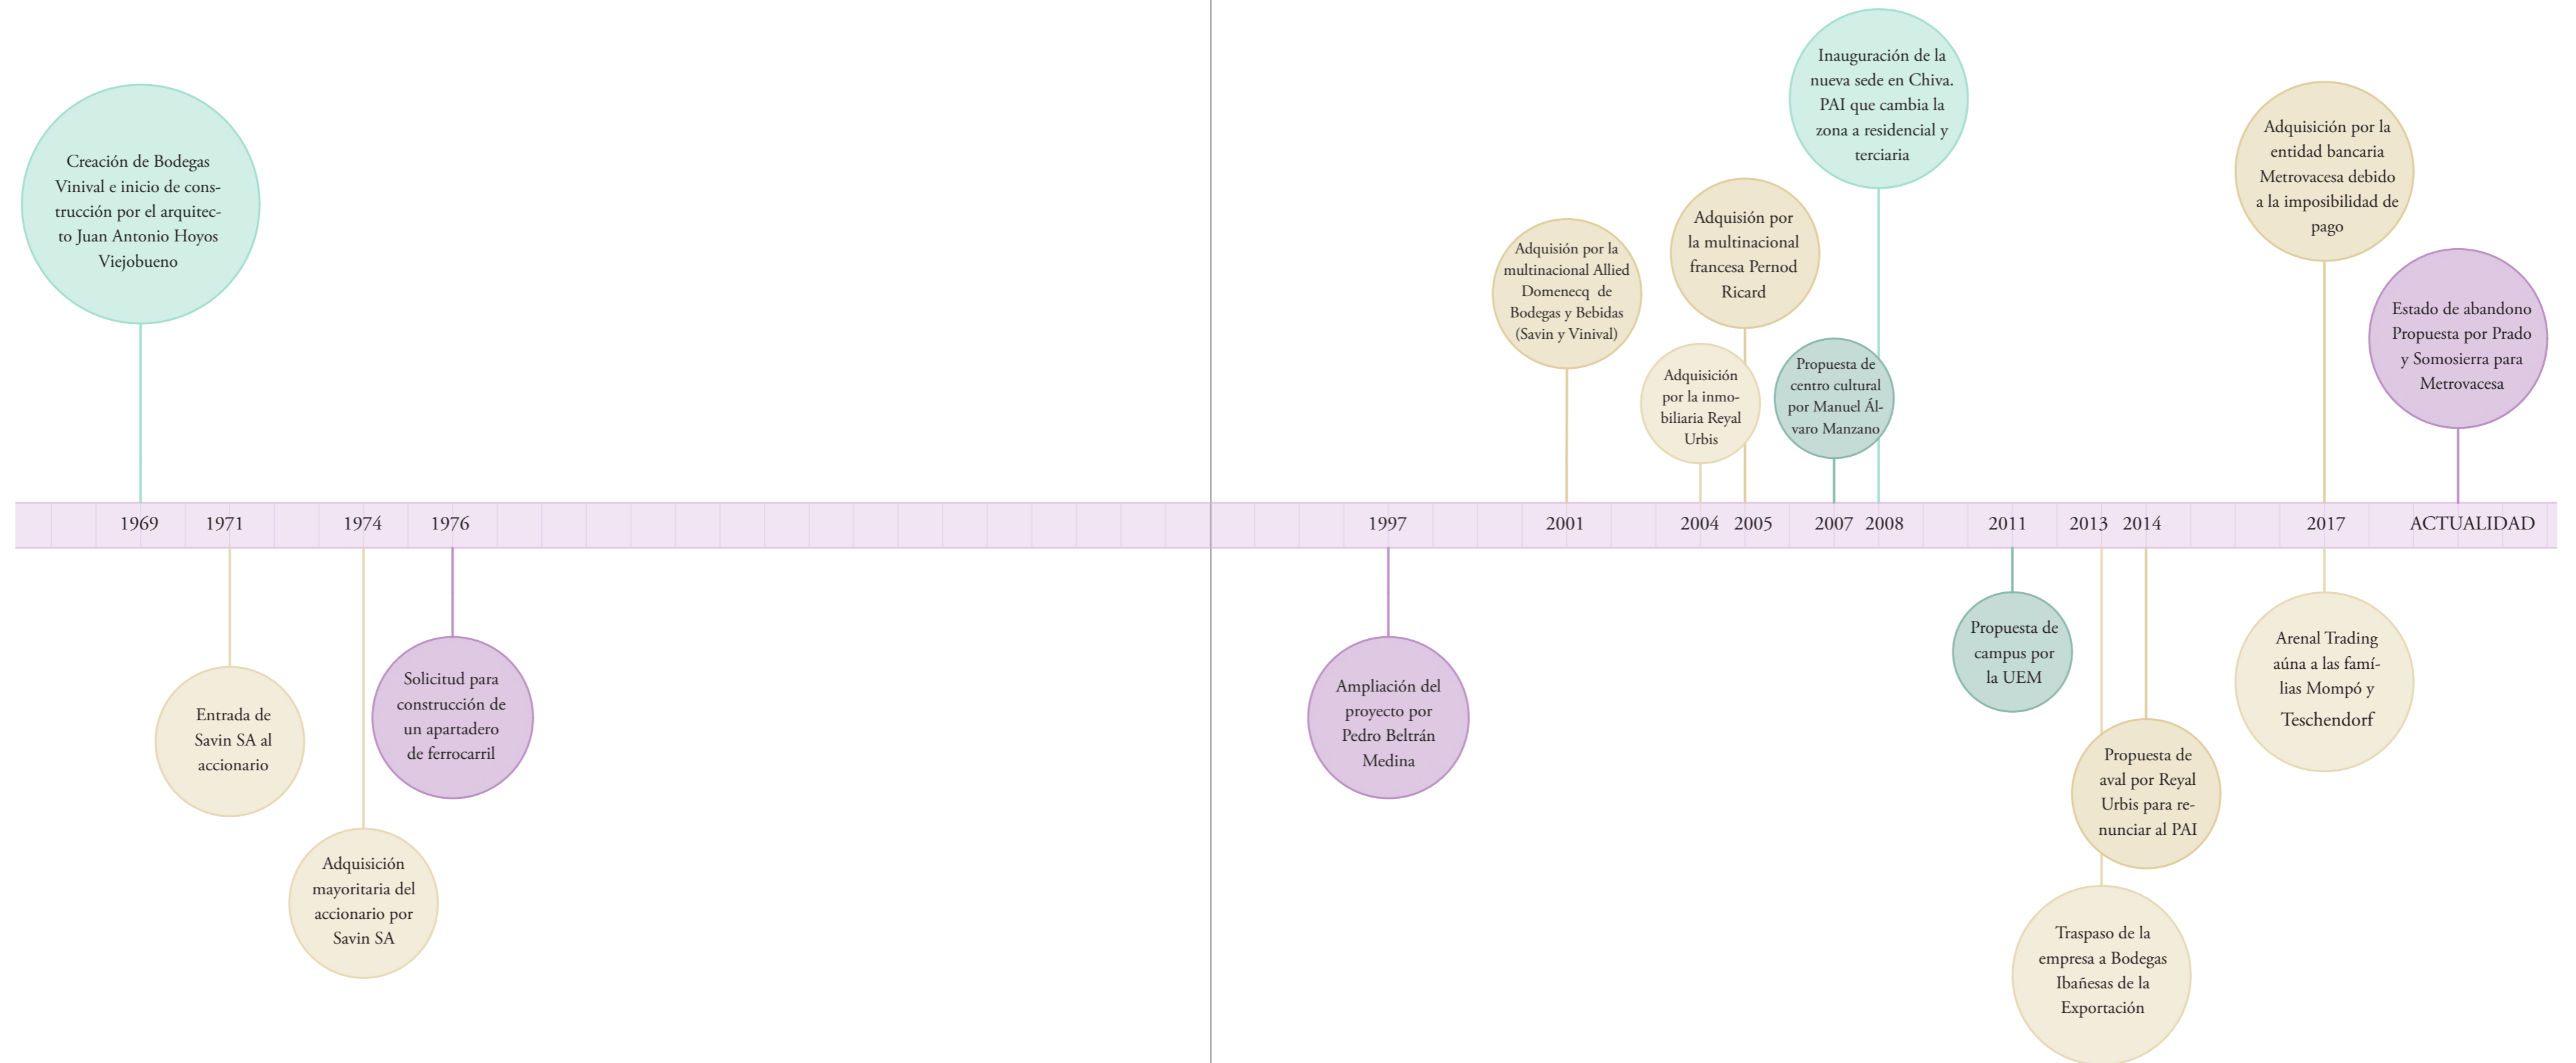 Creación de Bodegas
Vinival e inicio de cons-
trucción por el arquitec-
to Juan Antonio Hoyos
Viejobueno
Inauguración de la
nueva sede en Chiva.
PAI que cambia la
zona a residencial y
terciaria
Adquisición por la
entidad bancaria
Metrovacesa debido
a la imposibilidad de
pago
Adquisión por la
multinacional Allied
Domenecq de
Bodegas y Bebidas
(Savin y Vinival)
Adquisión por
la multinacional
francesa Pernod
Ricard
Adquisición
por la inmo-
biliaria Reyal
Urbis
Propuesta de
centro cultural
por Manuel Ál-
varo Manzano
Estado de abandono
Propuesta por Prado
y Somosierra para
Metrovacesa
1969 1971 1974 1976 1997 2001 2004 2005 2007 2008 2011 2013 2014 2017 ACTUALIDAD
Entrada de
Savin SA al
accionario
Adquisición
mayoritaria del
accionario por
Savin SA
Solicitud para
construcción de
un apartadero
de ferrocarril
Ampliación del
proyecto por
Pedro Beltrán
Medina
Propuesta de
campus por
la UEM
Traspaso de la
empresa a Bodegas
Ibañesas de la
Exportación
Propuesta de
aval por Reyal
Urbis para re-
nunciar al PAI
Arenal Trading
aúna a las famí-
lias Mompó y
Teschendorf